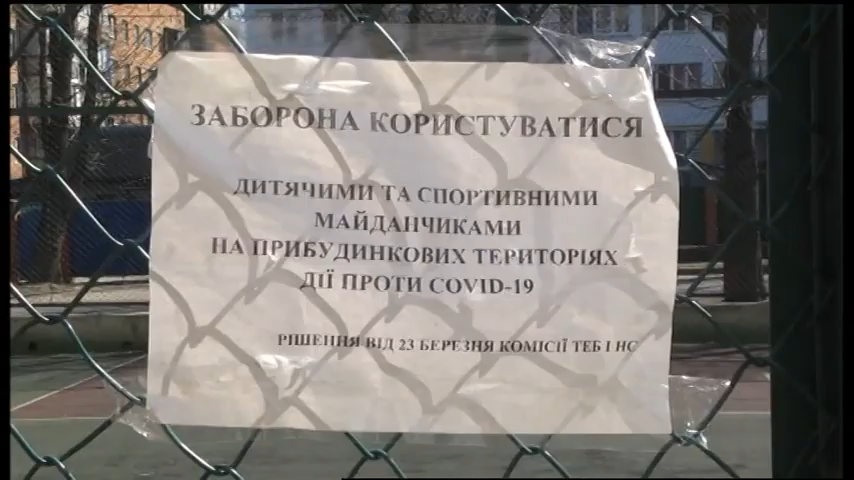 ЗАБОРОНА КОРИСТУВАТИСЯ
ДИТЯЧИМИ ТА СПОРТИВНИМИ
МАЙДАНЧИКАМИ
НА ПРИБУДИНКОВИХ ТЕРИТОРІЯХ
ДІЇ ПРОТИ COVID-19
РІШЕННЯ ВІД 23 БЕРЕЗНЯ КОМІСІЇ ТЕБ І НС